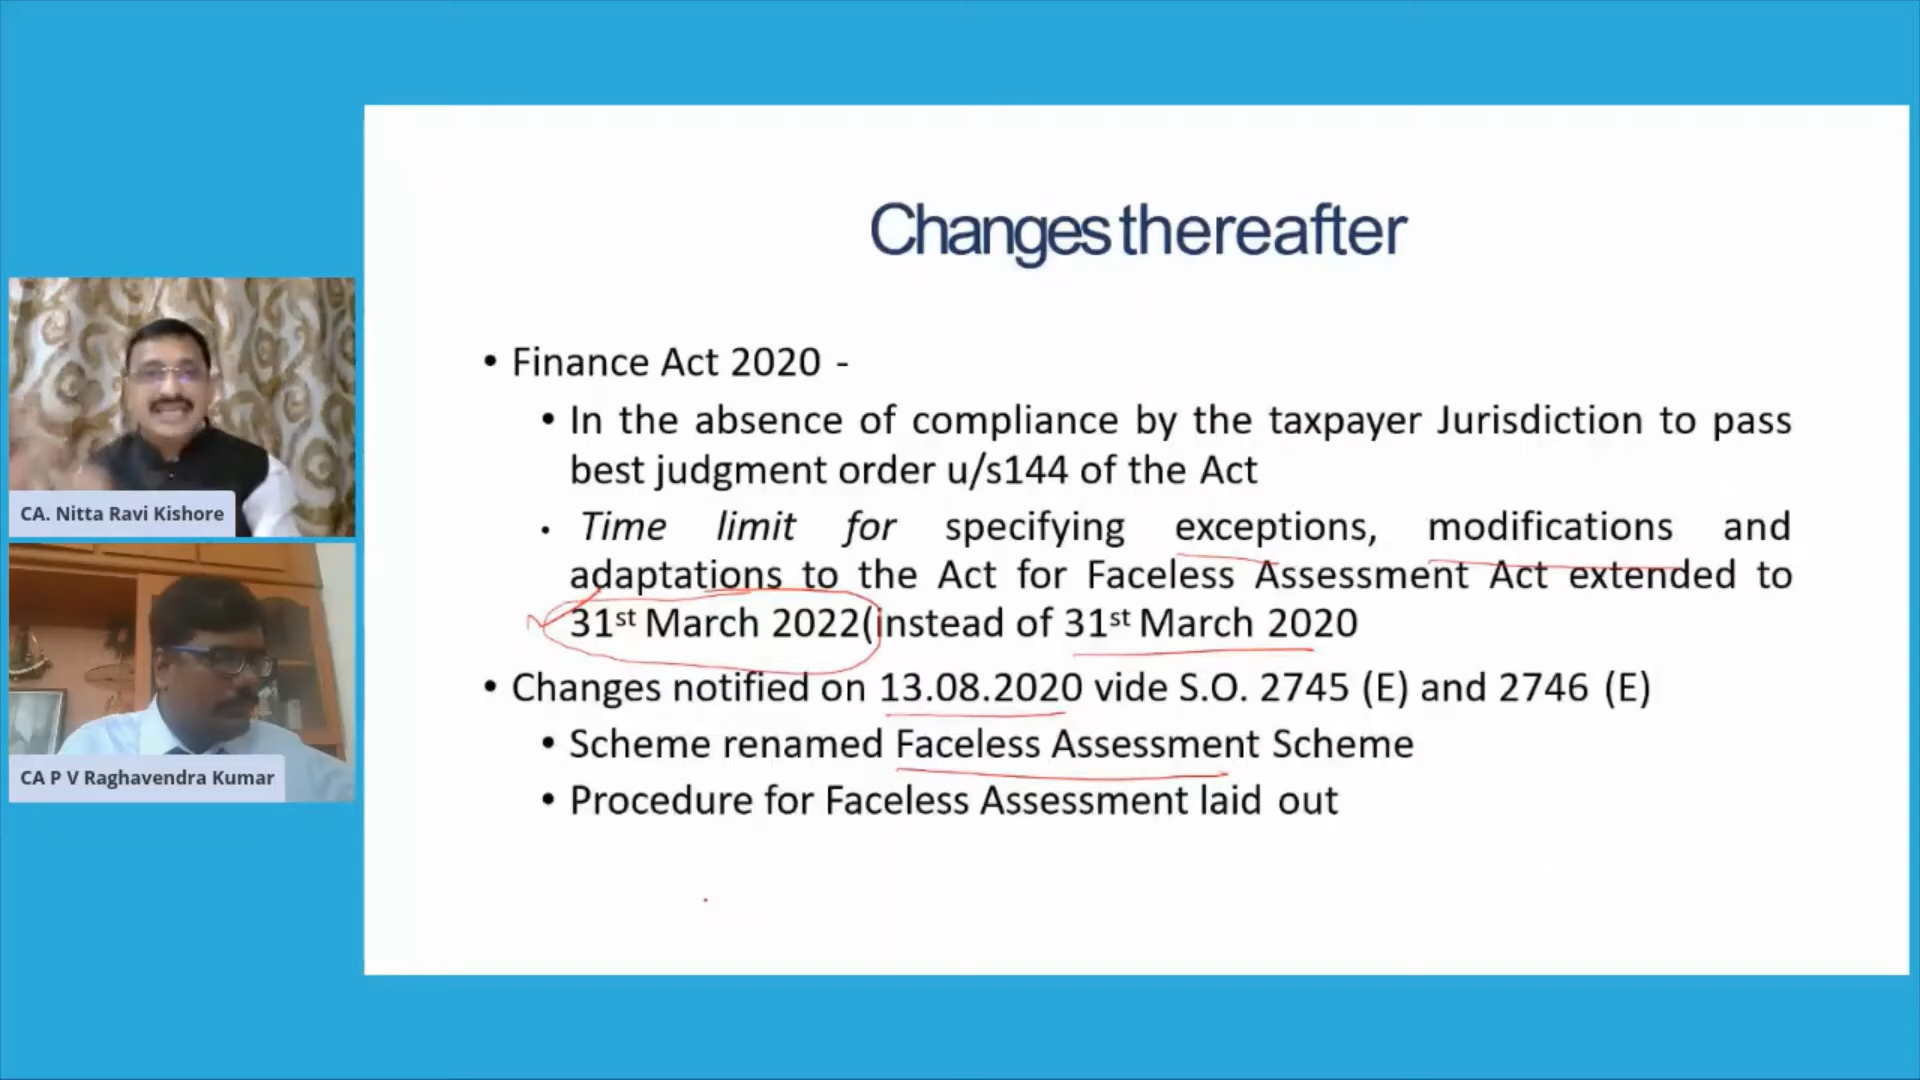 Changes thereafter
• Finance Act 2020 -
• In the absence of compliance by the taxpayer Jurisdiction to pass
best judgment order u/s144 of the Act
• Time limit for specifying exceptions, modifications and
adaptations to the Act for Faceless Assessment Act extended to
31st March 2022(instead of 31st March 2020
• Changes notified on 13.08.2020 vide S.O. 2745 (E) and 2746 (E)
• Scheme renamed Faceless Assessment Scheme
• Procedure for Faceless Assessment laid out
CA. Nitta Ravi Kishore
CA P V Raghavendra Kumar